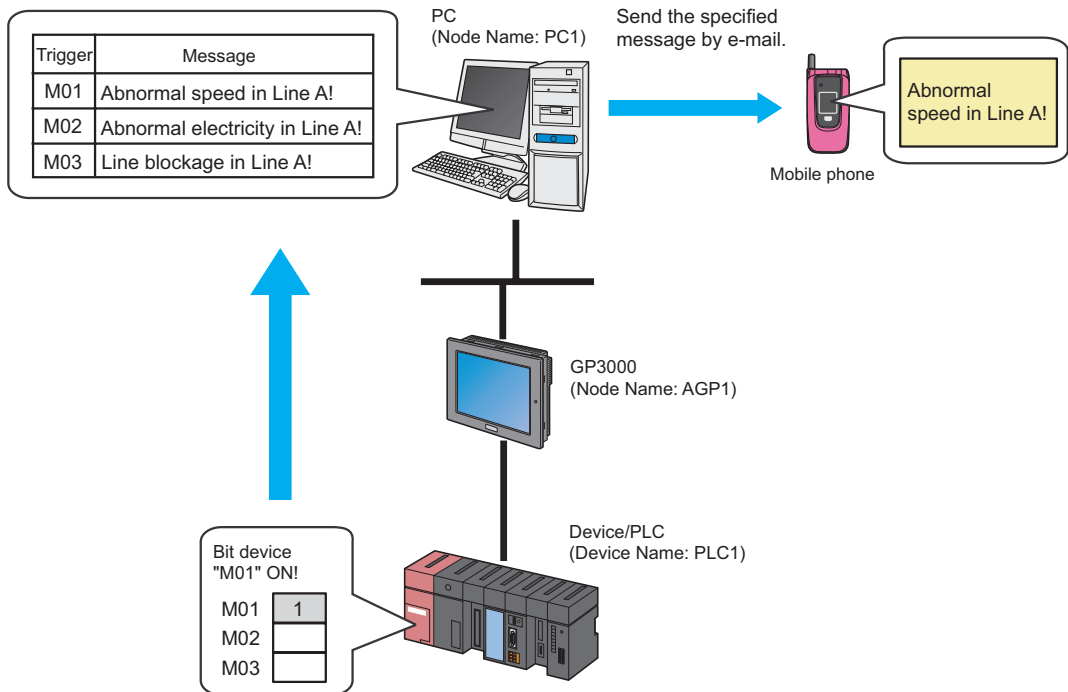 PC
(Node Name: PC1)
Send the specified
message by e-mail.
Trigger Message
M01 Abnormal speed in Line A!
M02 Abnormal electricity in Line A!
M03 Line blockage in Line A!
Abnormal
speed in Line A!
Mobile phone
GP3000
(Node Name: AGP1)
Device/PLC
(Device Name: PLC1)
Bit device
"M01" ON!
M01 1
M02
M03